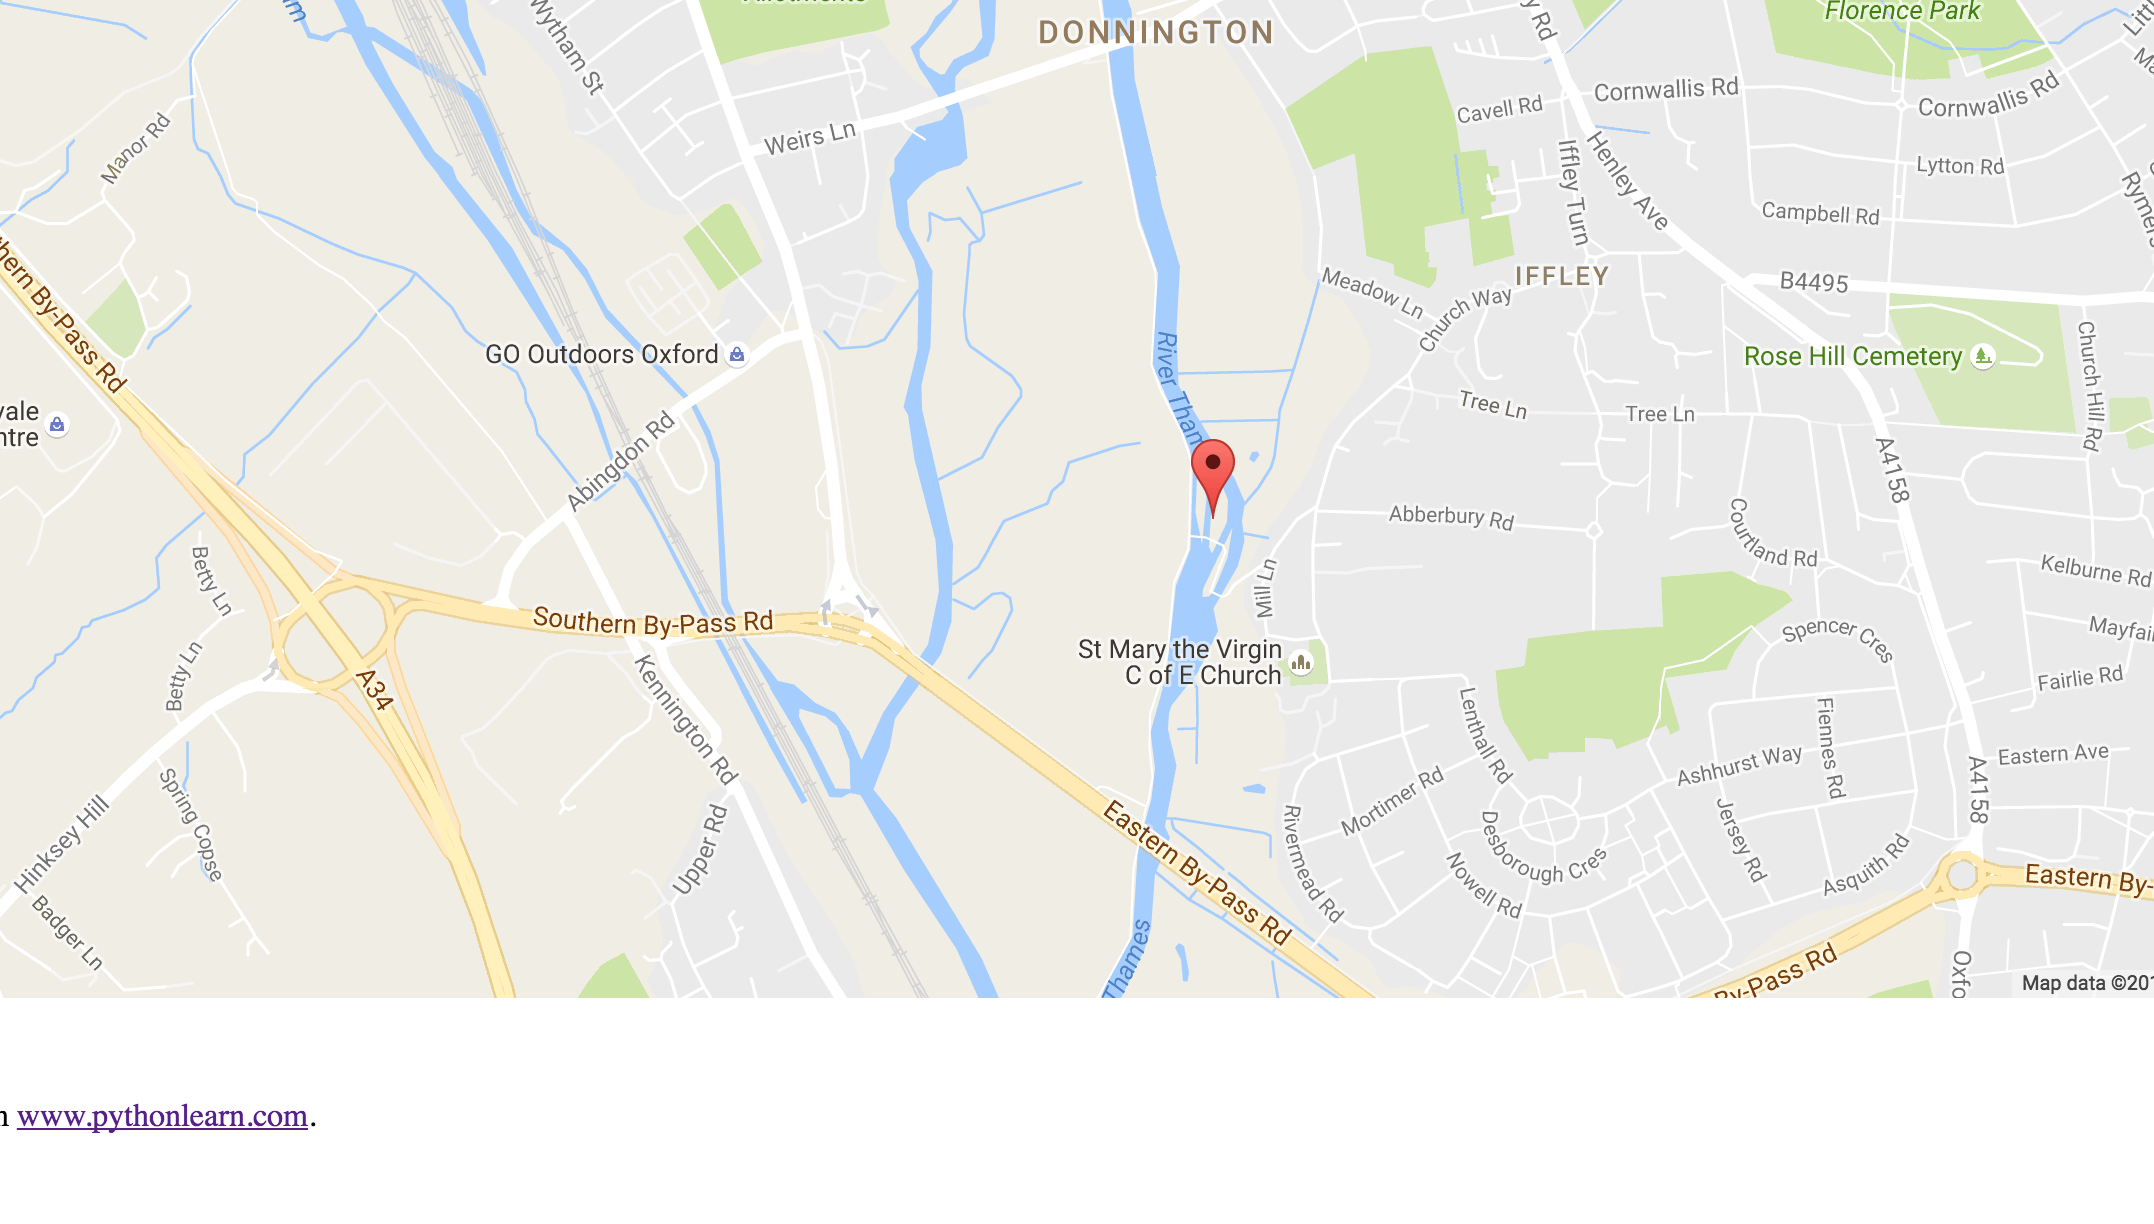 DONNINGTON
Florence Park
Wytham St
Weirs Ln
Manor Rd
Cavell Rd
Cornwallis Rd
Cornwallis Rd
Iffley Turn
Henley Ave
Lytton Rd
Campbell Rd
Meadow Ln
Church Way
IFFLEY
B4495
GO Outdoors Oxford
River Than
Rose Hill Cemetery
Church Hill Rd
Tree Ln
Tree Ln
Abingdon Rd
A4158
Abberbury Rd
Courtland Rd
Kelburne Rd
Betty Ln
Mill Ln
Southern By-Pass Rd
Spencer Cres
St Mary the Virgin
C of E Church
Betty Ln
A34
Kennington Rd
Fairlie Rd
Lenthall Rd
Fiennes Rd
Ashhurst Way
Eastern Ave
A4158
Mortimer Rd
Spring Copse
Hinksey Hill
Upper Rd
Eastern By-Pass Rd
Rivermead Rd
Desborough Cres
Jersey Rd
Nowell Rd
Asquith Rd
Eastern By-
Badger Ln
Thames
By-Pass Rd
Oxfo
Map data ©201
www.pythonlearn.com.